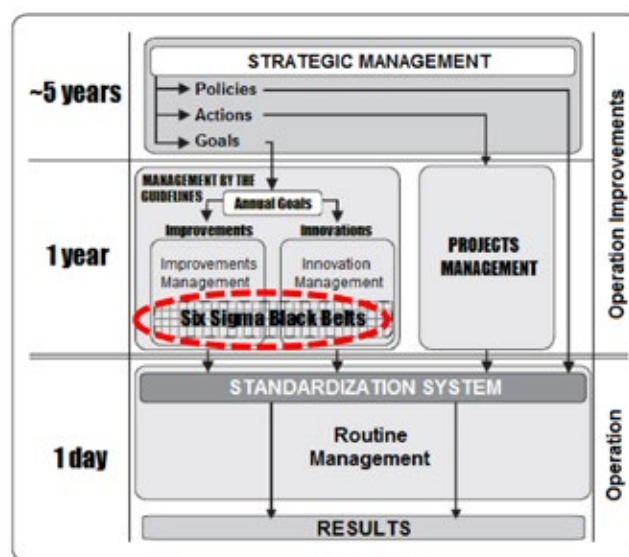 STRATEGIC MANAGEMENT
~5 years
Policies
Actions
Goals
Operation Improvements
MANAGEMENT BY THE
GUIDELINES
Annual Goals
Improvements
Innovations
1 year
Improvements
Management
Innovation
Management
PROJECTS
MANAGEMENT
Six Sigma Black Belts
STANDARDIZATION SYSTEM
1 day
Routine
Management
Operation
RESULTS